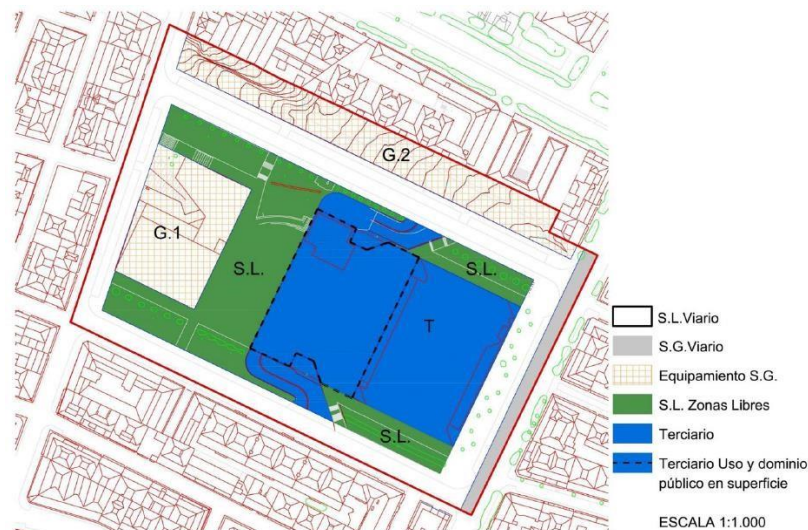 G.2
G.1
S.L.
S.L.
T
S.L.
S.L.Viario
S.G.Viario
Equipamiento S.G.
S.L. Zonas Libres
Terciario
Terciario Uso y dominio
público en superficie
ESCALA 1:1.000